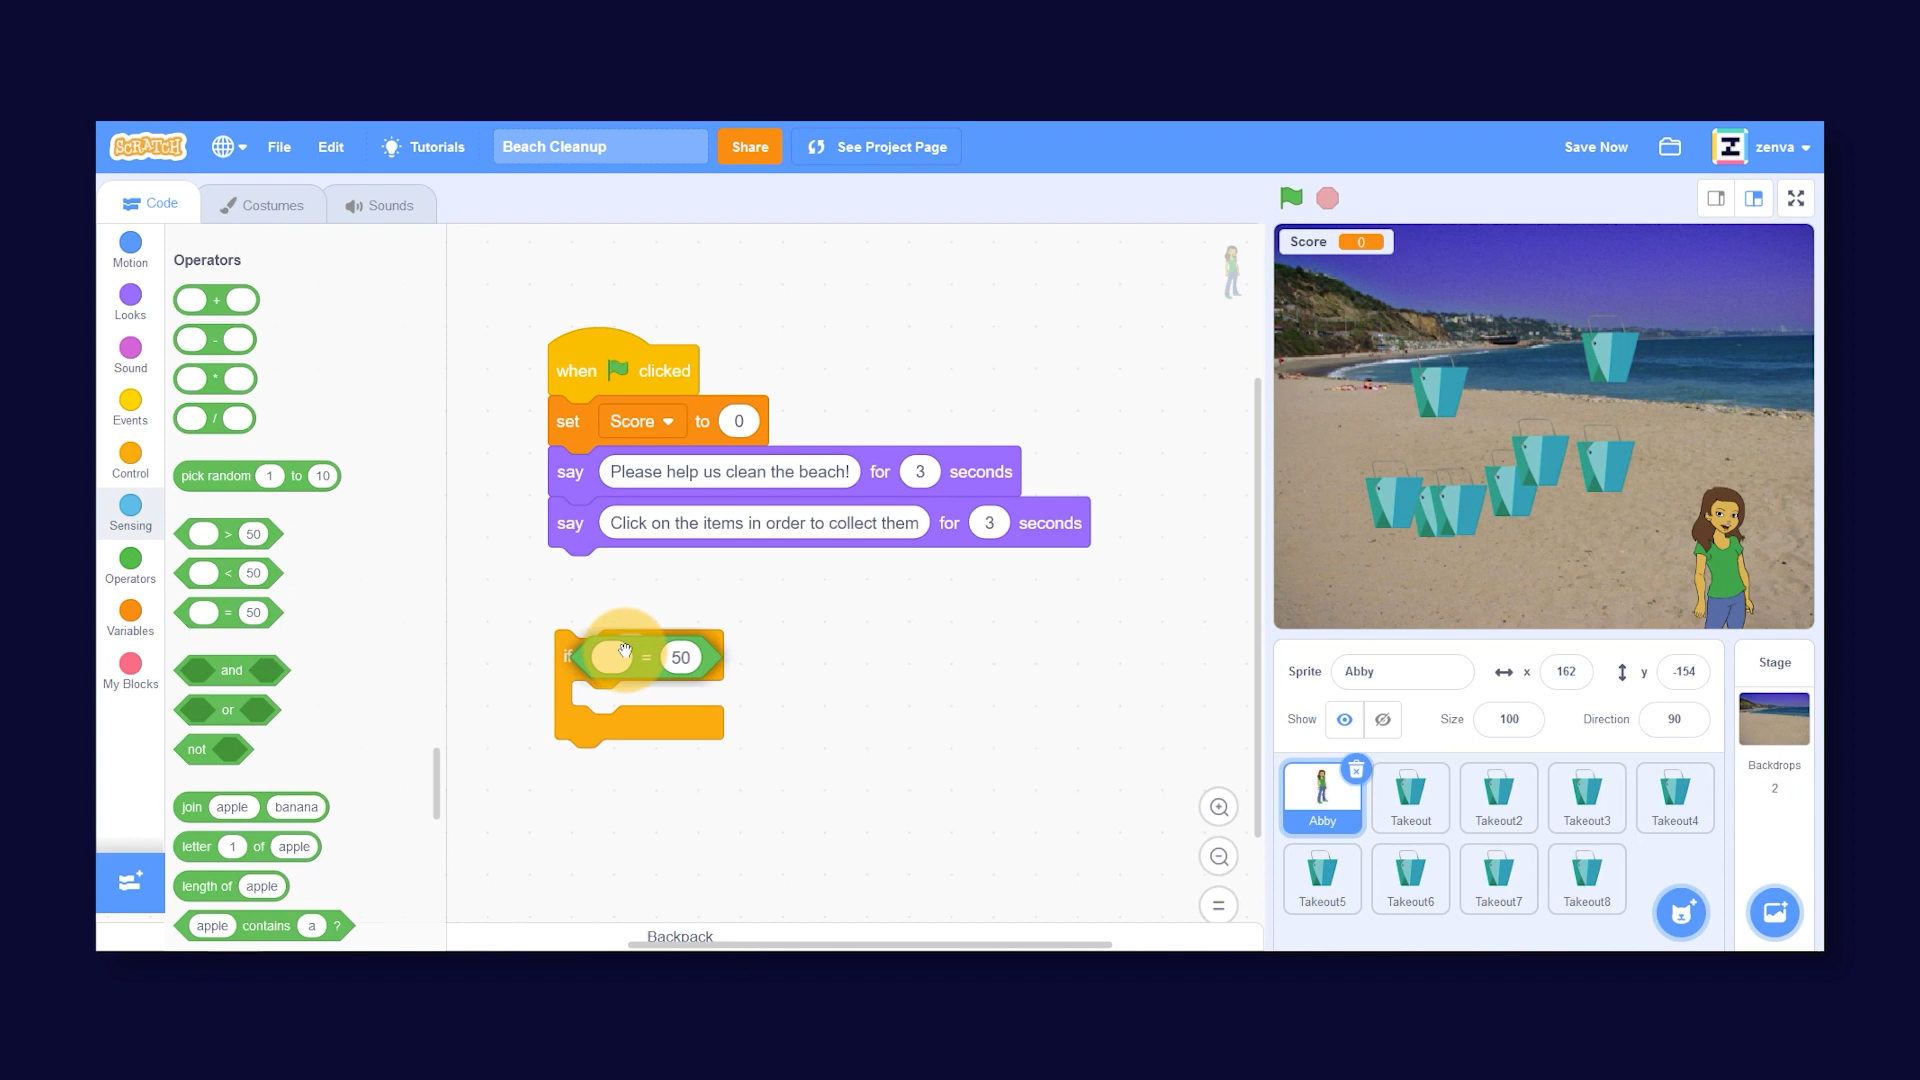 SCRATCH File Edit Tutorials Beach Cleanup Share See Project Page Save Now zenva
Code Costumes Sounds
Motion
Looks
Sound
Events
Control
Sensing
Operators
Variables
My Blocks
Operators
+
-
*
/
pick random 1 to 10
> 50
< 50
= 50
and
or
not
join apple banana
letter 1 of apple
length of apple
apple contains a ?
when clicked
set Score to 0
say Please help us clean the beach! for 3 seconds
say Click on the items in order to collect them for 3 seconds
if = 50
Backpack
Score 0
Sprite Abby x 162 y -154
Show Size 100 Direction 90
Abby Takeout Takeout2 Takeout3 Takeout4
Takeout5 Takeout6 Takeout7 Takeout8
Stage
Backdrops
2